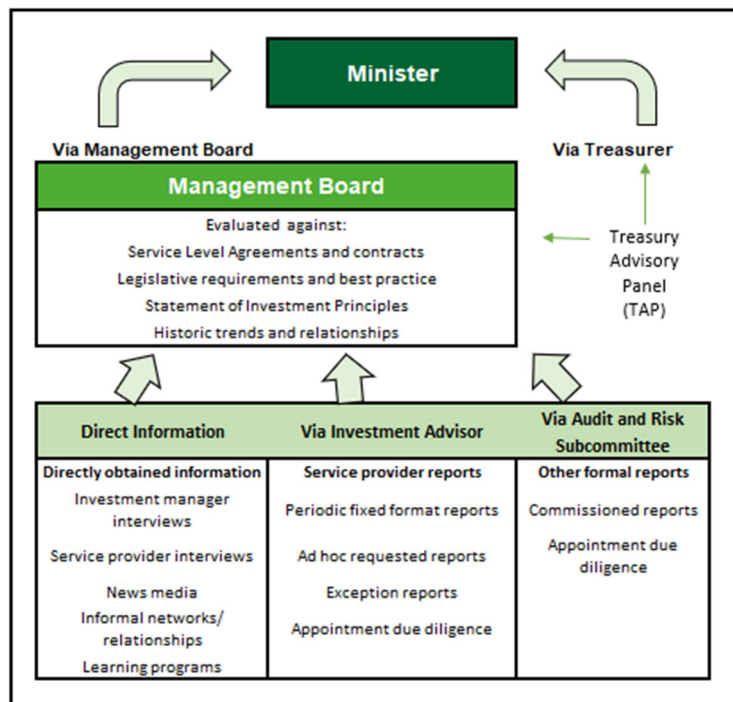 Minister
Via Management Board
Via Treasurer
Management Board
Evaluated against:
Service Level Agreements and contracts
Legislative requirements and best practice
Statement of Investment Principles
Historic trends and relationships
Treasury
Advisory
Panel
(TAP)
Direct Information
Via Investment Advisor
Via Audit and Risk
Subcommittee
Directly obtained information
Investment manager
interviews
Service provider interviews
News media
Informal networks/
relationships
Learning programs
Service provider reports
Periodic fixed format reports
Ad hoc requested reports
Exception reports
Appointment due diligence
Other formal reports
Commissioned reports
Appointment due
diligence